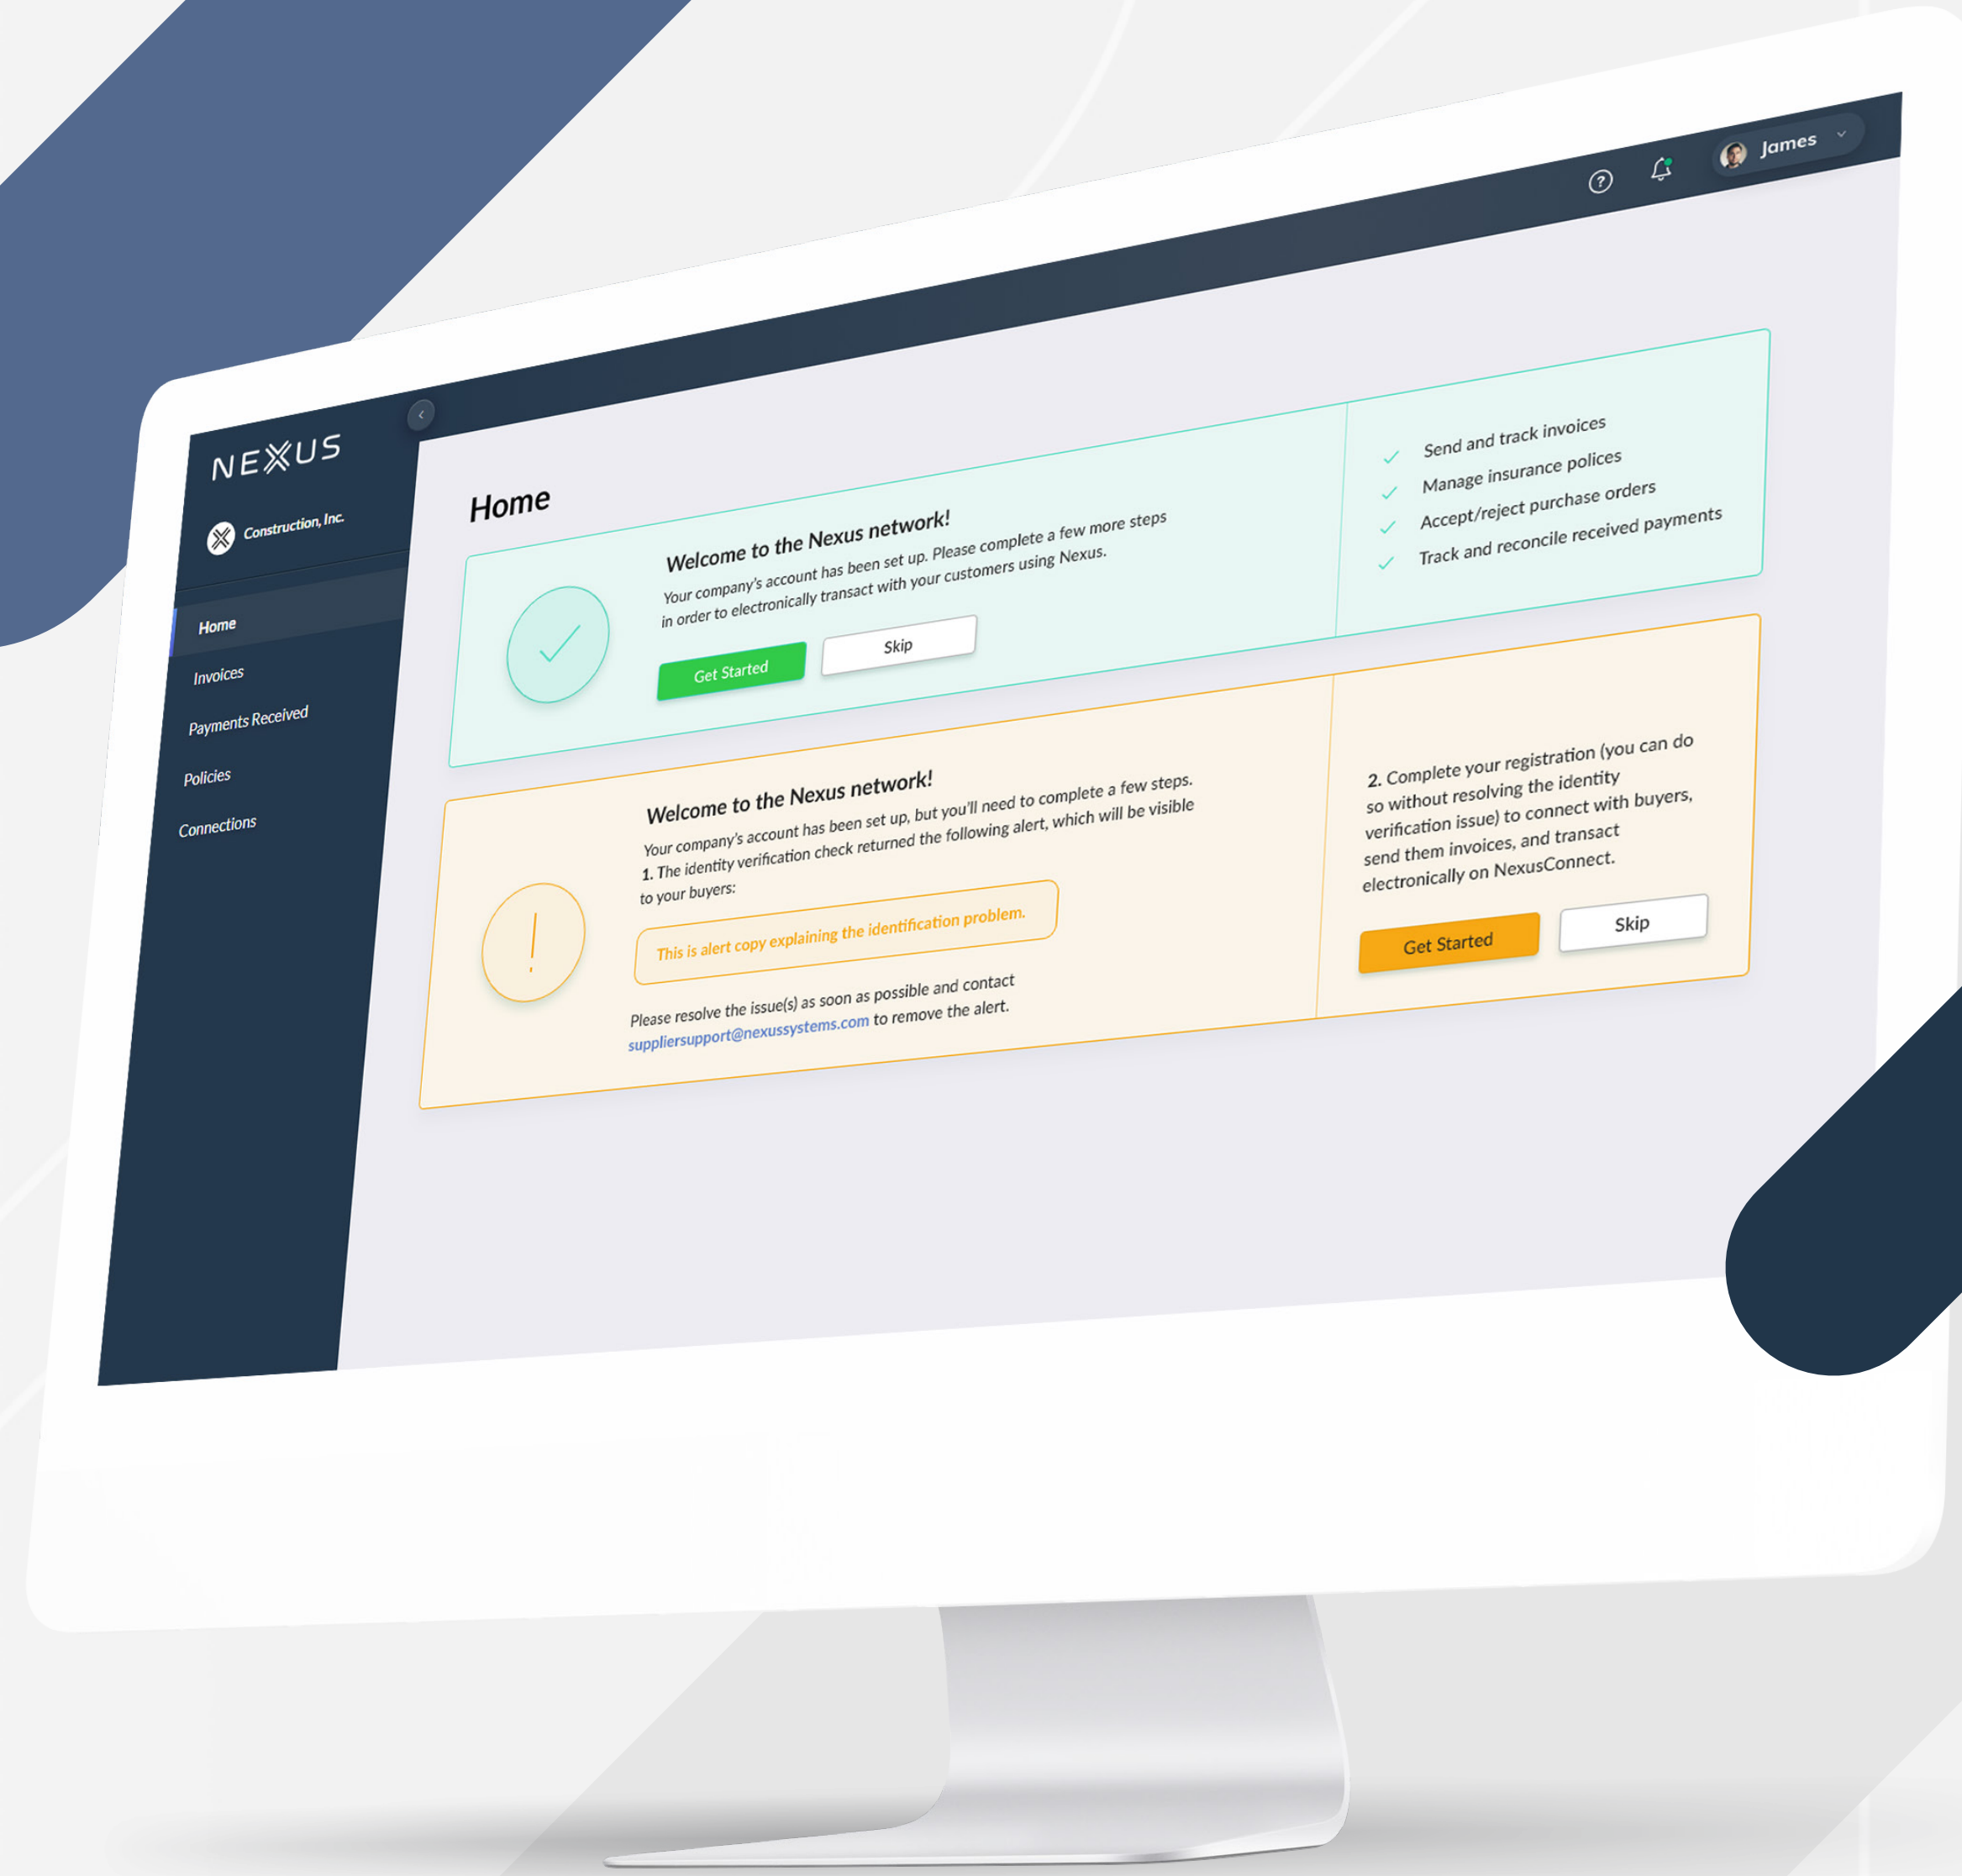 NEXUS
Construction, Inc.
Home
Invoices
Payments Received
Policies
Connections
?
James
Home
Welcome to the Nexus network!
Your company's account has been set up. Please complete a few more steps
in order to electronically transact with your customers using Nexus.
Get Started
Skip
Send and track invoices
Manage insurance polices
Accept/reject purchase orders
Track and reconcile received payments
Welcome to the Nexus network!
Your company's account has been set up, but you'll need to complete a few steps.
1. The identity verification check returned the following alert, which will be visible
to your buyers:
This is alert copy explaining the identification problem.
Please resolve the issue(s) as soon as possible and contact
suppliersupport@nexussystems.com to remove the alert.
2. Complete your registration (you can do
so without resolving the identity
verification issue) to connect with buyers,
send them invoices, and transact
electronically on NexusConnect.
Get Started
Skip